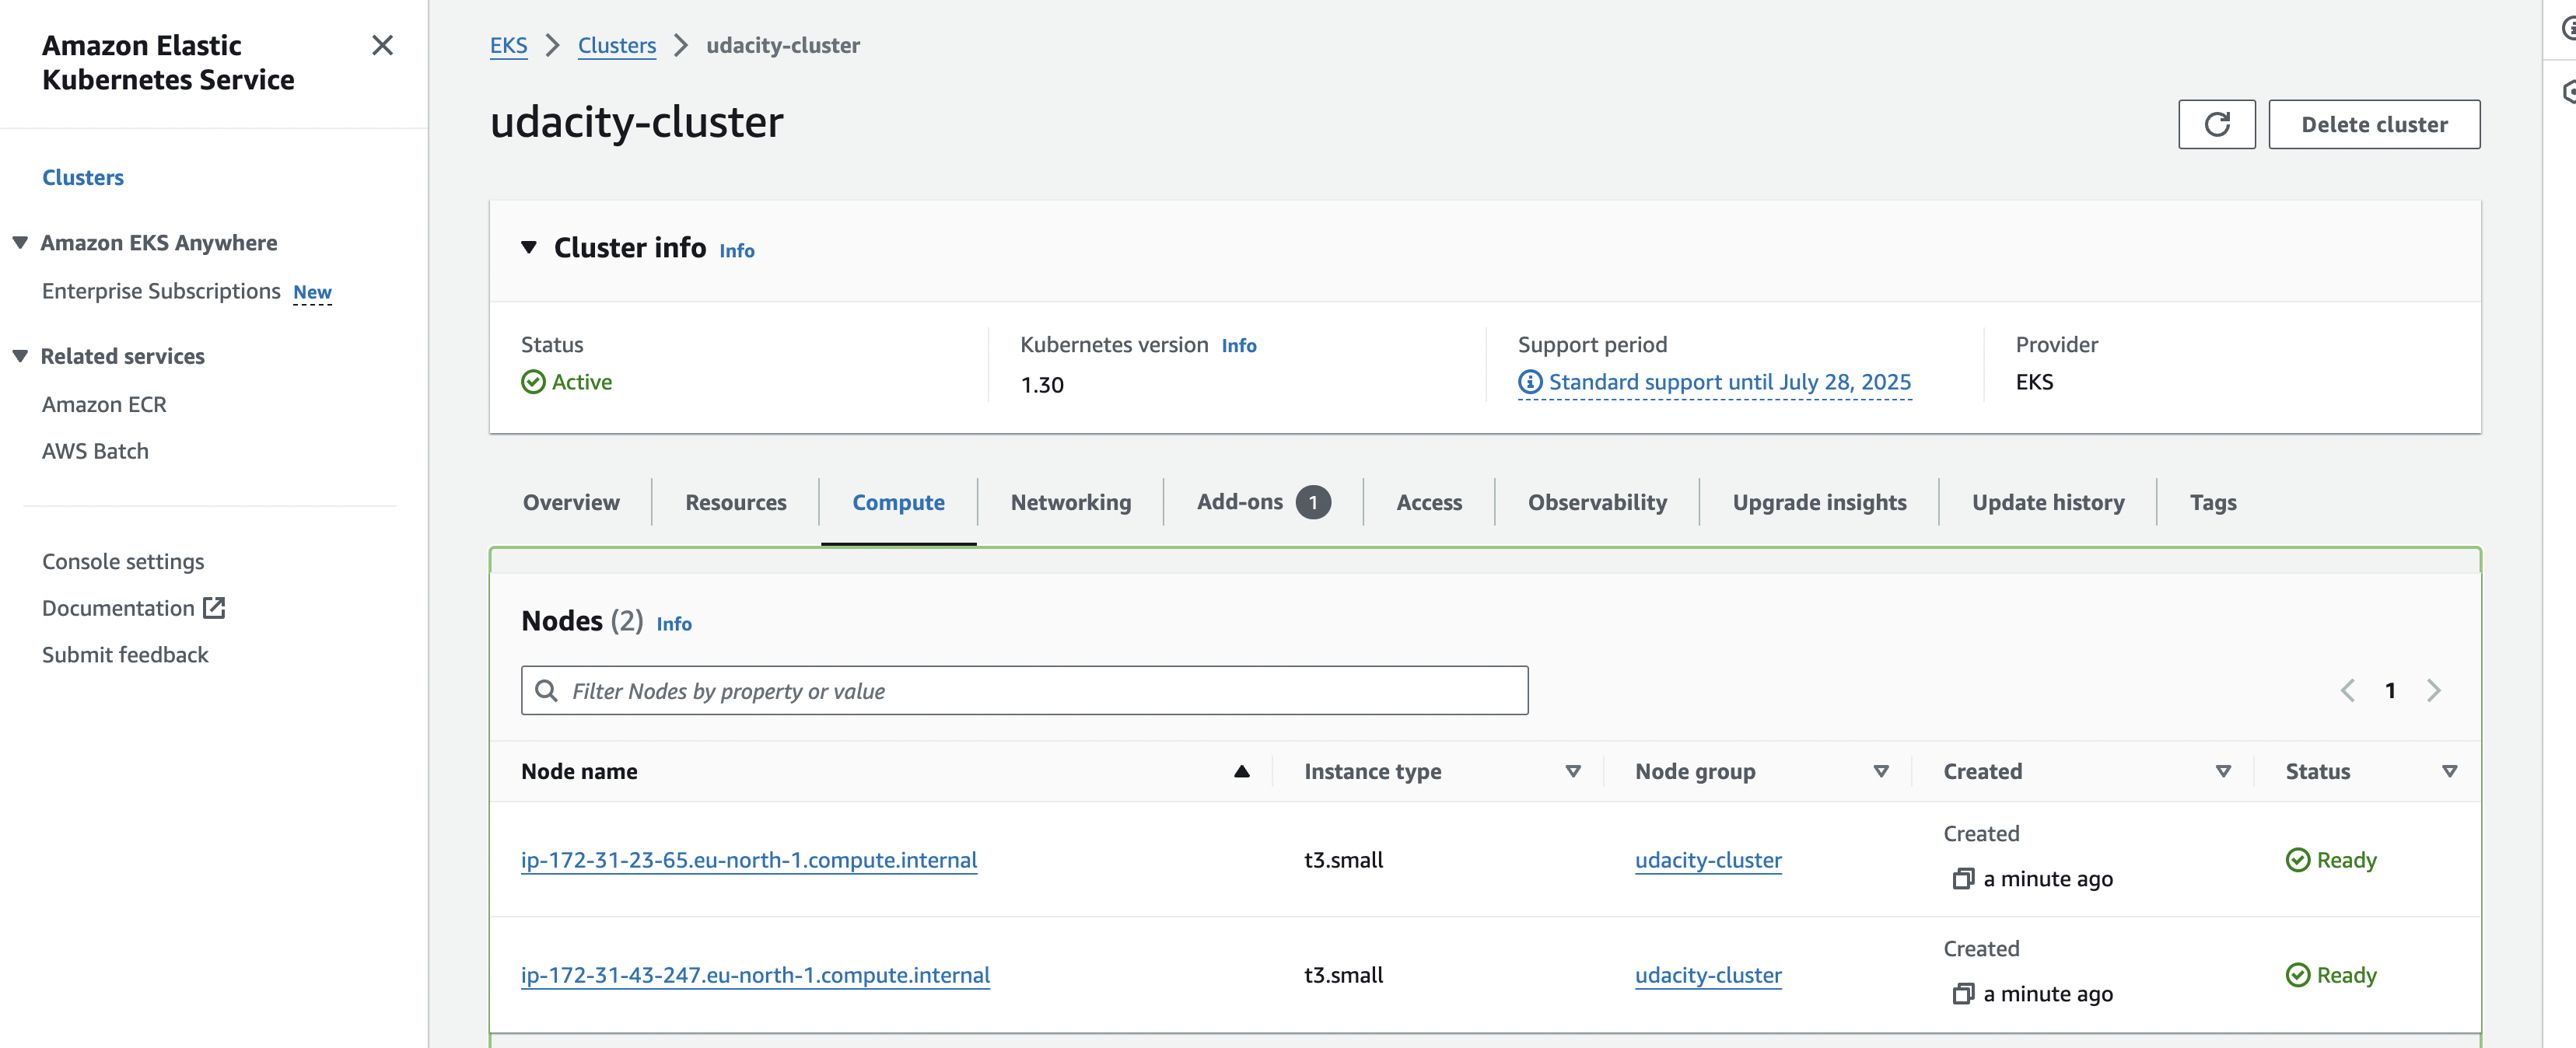 Amazon Elastic
Kubernetes Service
Clusters
Amazon EKS Anywhere
Enterprise Subscriptions New
Related services
Amazon ECR
AWS Batch
Console settings
Documentation
Submit feedback
EKS > Clusters > udacity-cluster
udacity-cluster
Delete cluster
Cluster info Info
Status
Active
Kubernetes version Info
1.30
Support period
Standard support until July 28, 2025
Provider
EKS
Overview Resources Compute Networking Add-ons 1 Access Observability Upgrade insights Update history Tags
Nodes (2) Info
Filter Nodes by property or value
1
Node name Instance type Node group Created Status
ip-172-31-23-65.eu-north-1.compute.internal t3.small udacity-cluster Created a minute ago Ready
ip-172-31-43-247.eu-north-1.compute.internal t3.small udacity-cluster Created a minute ago Ready